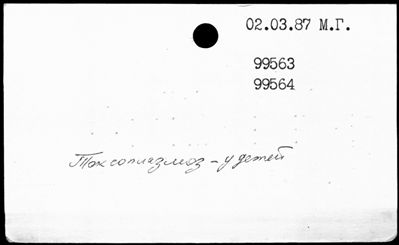 02.03.87 М.Г.
99563
99564
Токсоплазмоз – у детей